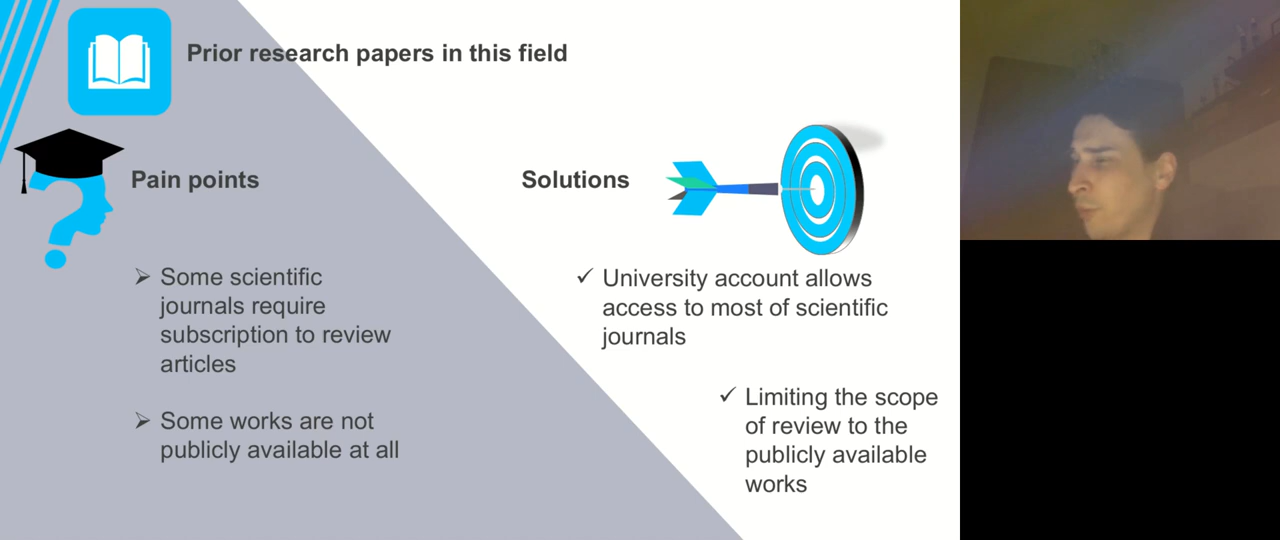 Prior research papers in this field
Pain points
Solutions
➢ Some scientific
journals require
subscription to review
articles
➢ Some works are not
publicly available at all
✓ University account allows
access to most of scientific
journals
✓ Limiting the scope
of review to the
publicly available
works